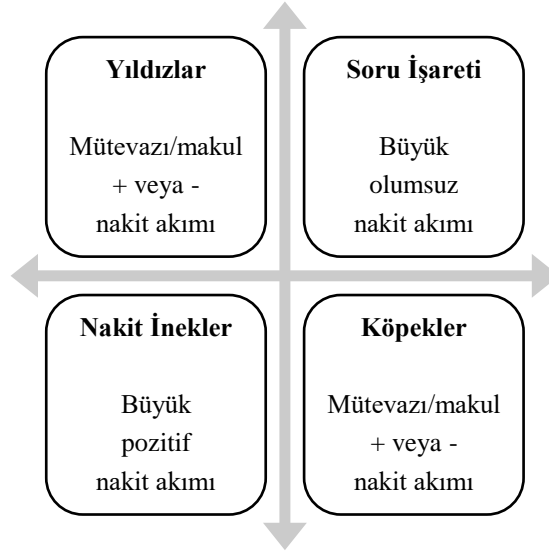 Yıldızlar
Mütevazı/makul
+ veya -
nakit akımı
Soru İşareti
Büyük
olumsuz
nakit akımı
Nakit İnekler
Büyük
pozitif
nakit akımı
Köpekler
Mütevazı/makul
+ veya -
nakit akımı